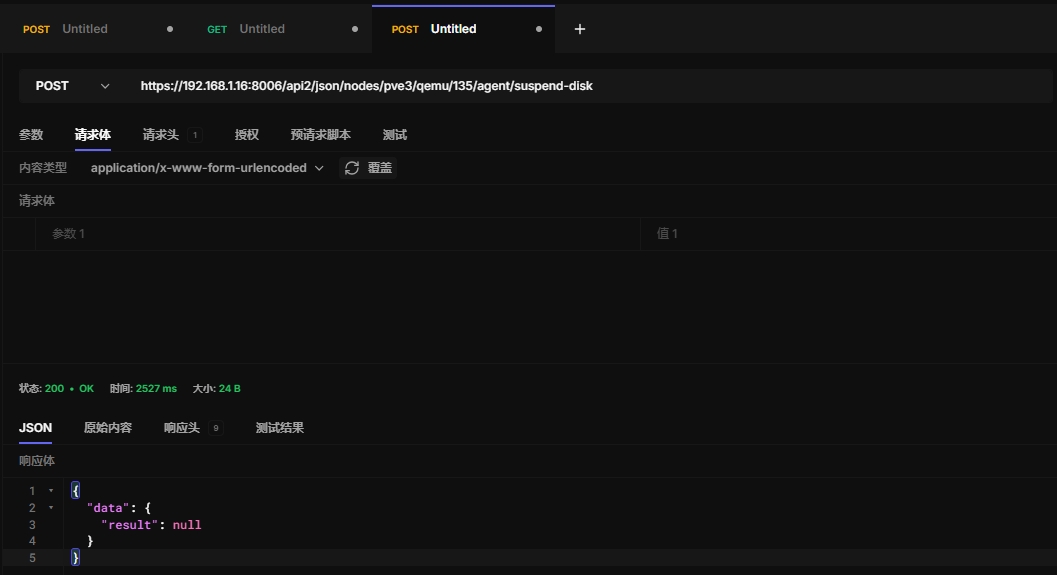 POST Untitled GET Untitled POST Untitled +
POST https://192.168.1.16:8006/api2/json/nodes/pve3/qemu/135/agent/suspend-disk
参数 请求体 请求头 1 授权 预请求脚本 测试
内容类型 application/x-www-form-urlencoded 覆盖
请求体
参数 1 值 1
状态: 200 • OK 时间: 2527 ms 大小: 24 B
JSON 原始内容 响应头 9 测试结果
响应体
1 {
2 "data": {
3 "result": null
4 }
5 }